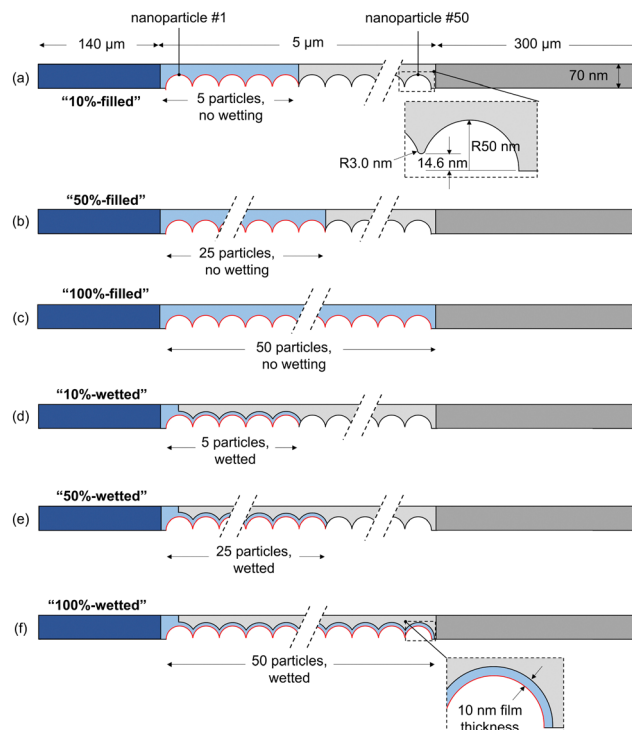 nanoparticle #1
nanoparticle #50
140 µm
5 µm
300 µm
(a)
70 nm
"10%-filled"
5 particles,
no wetting
R50 nm
R3.0 nm
14.6 nm
"50%-filled"
(b)
25 particles,
no wetting
"100%-filled"
(c)
50 particles,
no wetting
"10%-wetted"
(d)
5 particles,
wetted
"50%-wetted"
(e)
25 particles,
wetted
"100%-wetted"
(f)
50 particles,
wetted
10 nm film
thickness